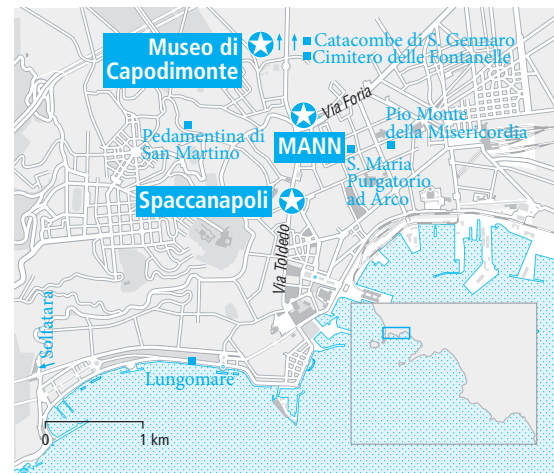 Museo di
Capodimonte
Catacombe di S. Gennaro
Cimitero delle Fontanelle
Via Foria
Pio Monte
della Misericordia
Pedamentina di
San Martino
MANN
S. Maria
Purgatorio
ad Arco
Spaccanapoli
Via Toldedo
Solfatara
Lungomare
0 1 km